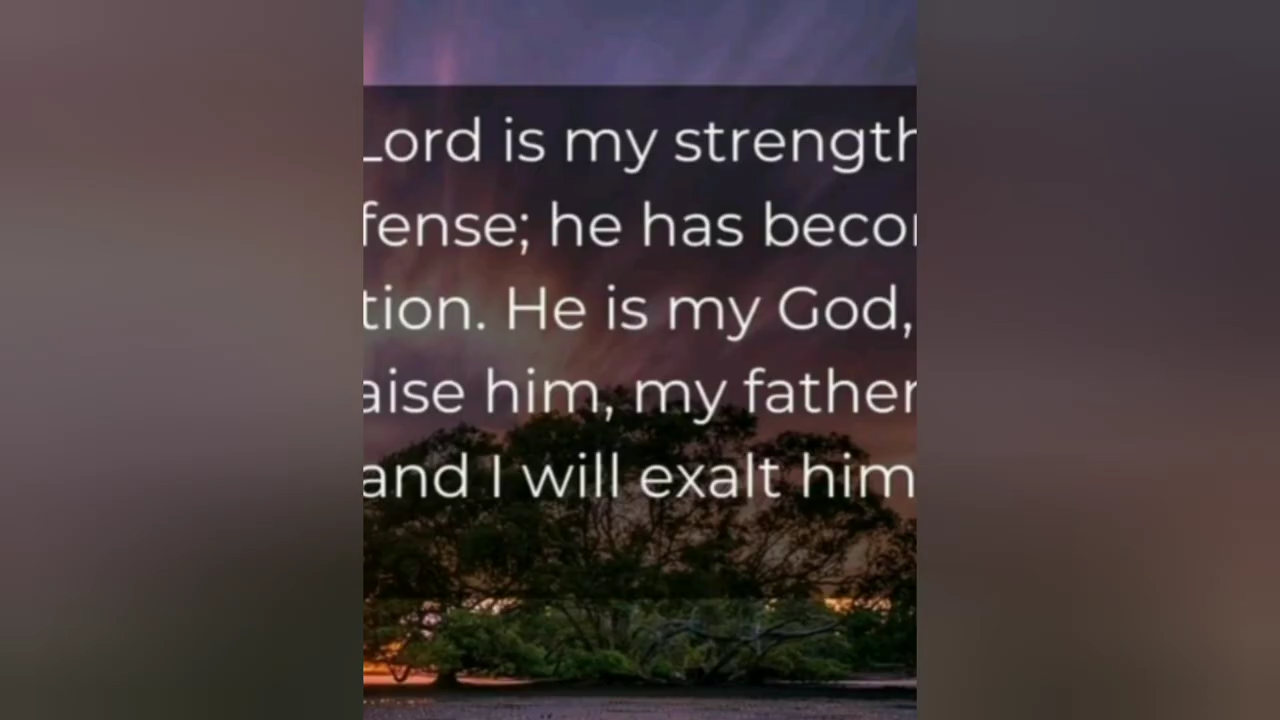 Lord is my strength
fense; he has becom
tion. He is my God,
aise him, my father
and I will exalt him